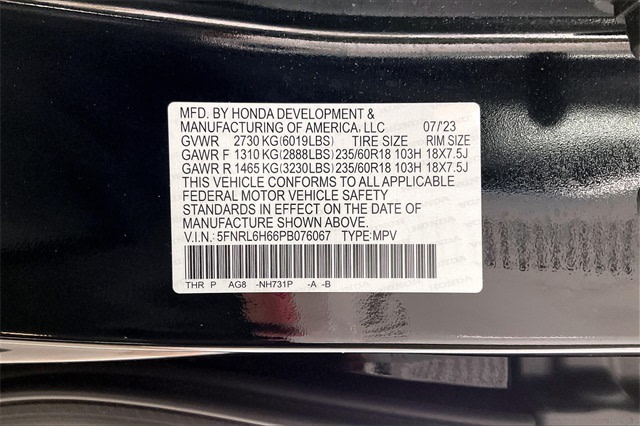 MFD. BY HONDA DEVELOPMENT &
MANUFACTURING OF AMERICA, LLC 07/'23
GVWR 2730 KG(6019LBS) TIRE SIZE RIM SIZE
GAWR F 1310 KG(2888LBS) 235/60R18 103H 18X7.5J
GAWR R 1465 KG(3230LBS) 235/60R18 103H 18X7.5J
THIS VEHICLE CONFORMS TO ALL APPLICABLE
FEDERAL MOTOR VEHICLE SAFETY
STANDARDS IN EFFECT ON THE DATE OF
MANUFACTURE SHOWN ABOVE.
V.I.N.: 5FNRL6H66PB076067 TYPE:MPV
THR P AG8 -NH731P -A -B